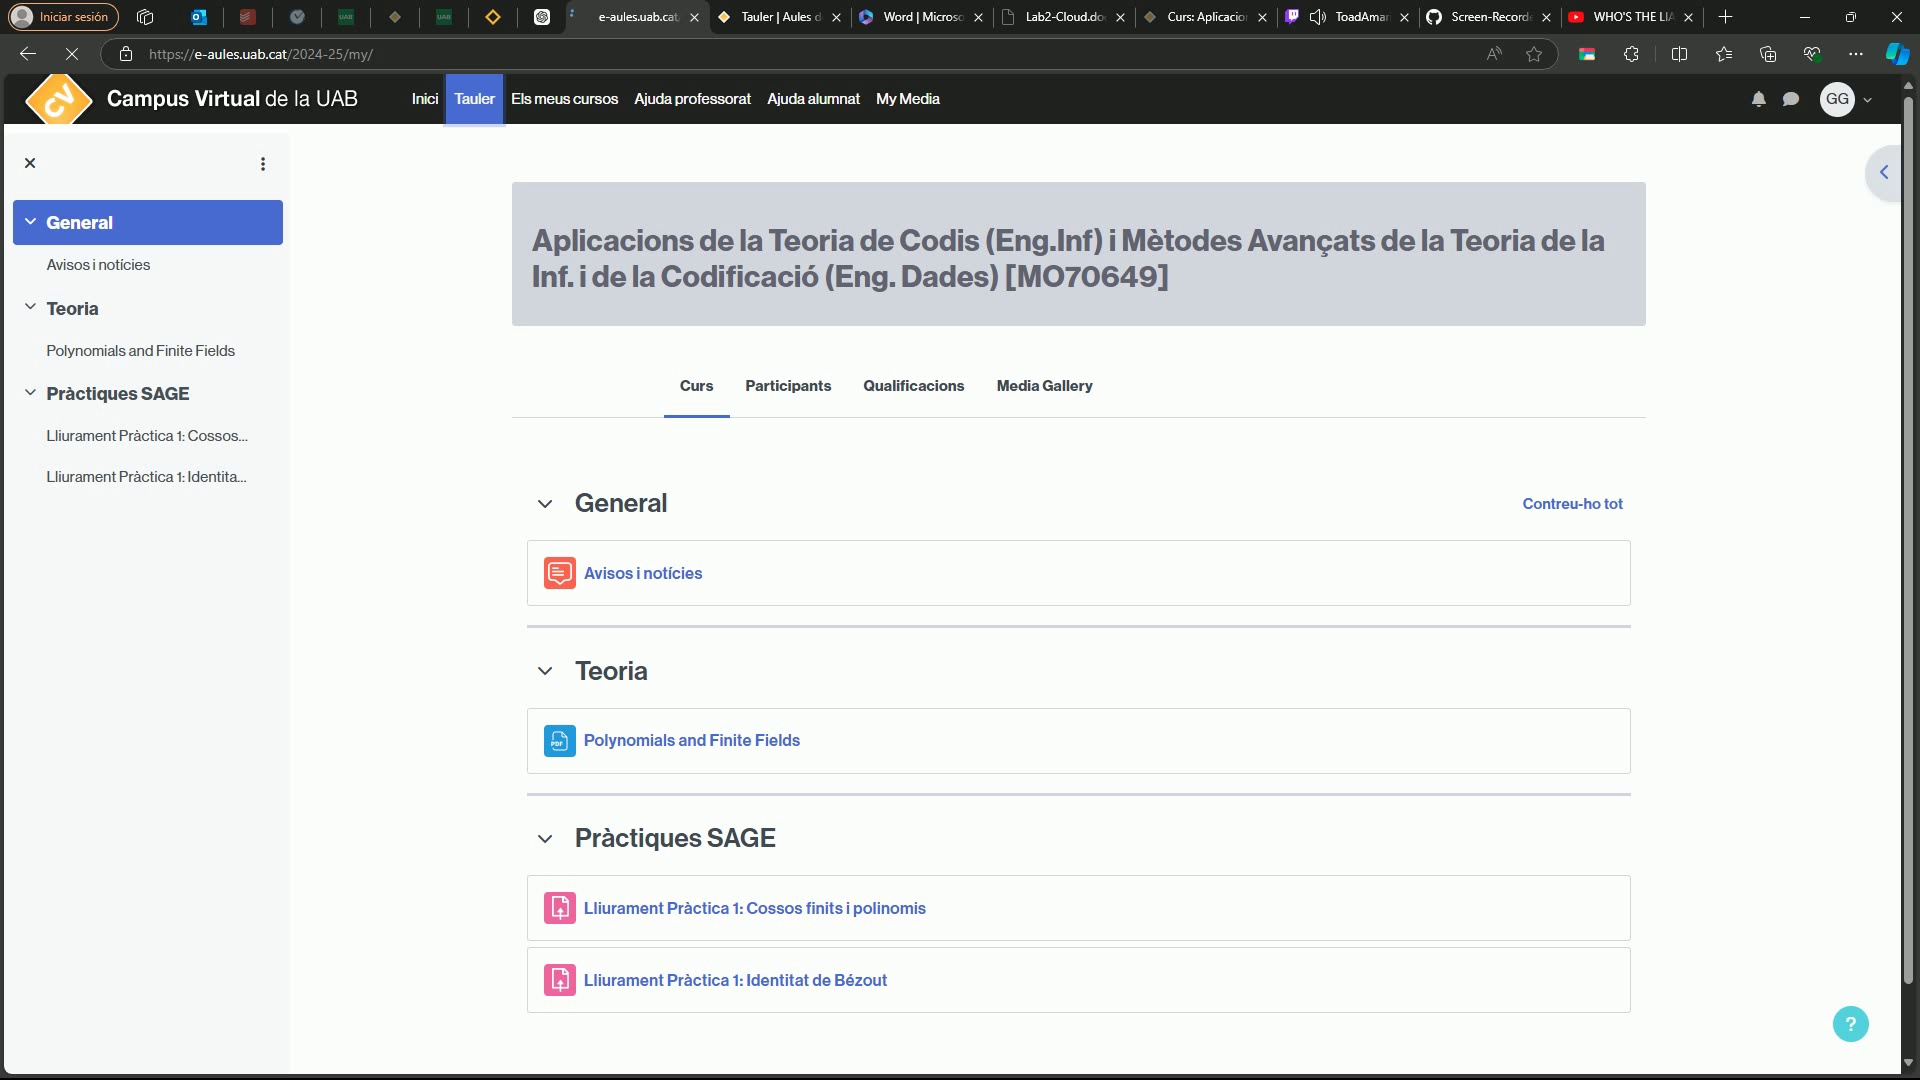 Iniciar sesión
e-aules.uab.cat
Tauler | Aules d
Word | Microso
Lab2-Cloud.do
Curs: Aplicacio
ToadAma
Screen-Record
WHO'S THE LIA
https://e-aules.uab.cat/2024-25/my/
CV
Campus Virtual de la UAB
Inici
Tauler
Els meus cursos
Ajuda professorat
Ajuda alumnat
My Media
GG
General
Avisos i notícies
Teoria
Polynomials and Finite Fields
Pràctiques SAGE
Lliurament Pràctica 1: Cossos...
Lliurament Pràctica 1: Identita...
Aplicacions de la Teoria de Codis (Eng.Inf) i Mètodes Avançats de la Teoria de la
Inf. i de la Codificació (Eng. Dades) [MO70649]
Curs
Participants
Qualificacions
Media Gallery
General
Contreu-ho tot
Avisos i notícies
Teoria
PDF
Polynomials and Finite Fields
Pràctiques SAGE
Lliurament Pràctica 1: Cossos finits i polinomis
Lliurament Pràctica 1: Identitat de Bézout
?